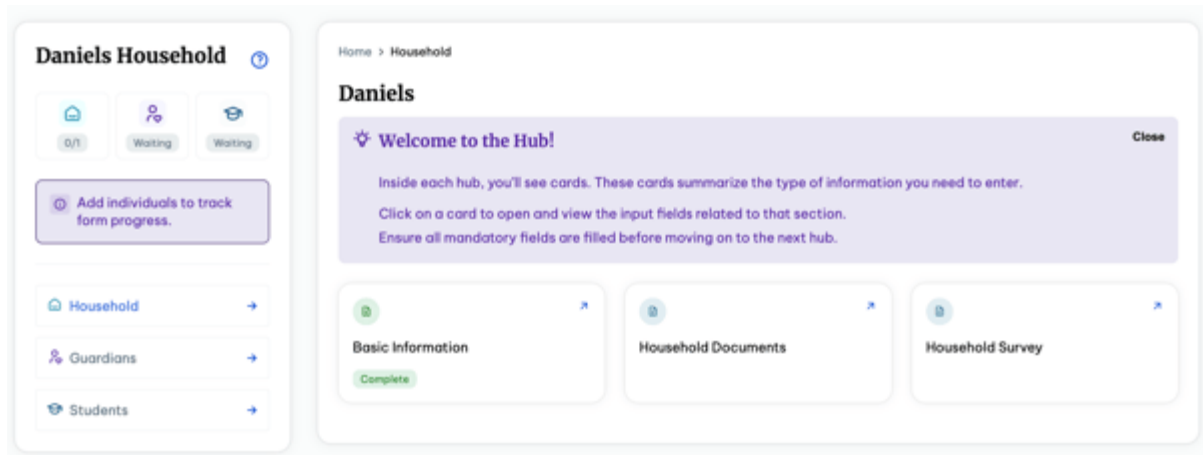 Daniels Household
0/1
Waiting
Waiting
Add individuals to track
form progress.
Household
Guardians
Students
Home > Household
Daniels
Welcome to the Hub!
Close
Inside each hub, you'll see cards. These cards summarize the type of information you need to enter.
Click on a card to open and view the input fields related to that section.
Ensure all mandatory fields are filled before moving on to the next hub.
Basic Information
Complete
Household Documents
Household Survey